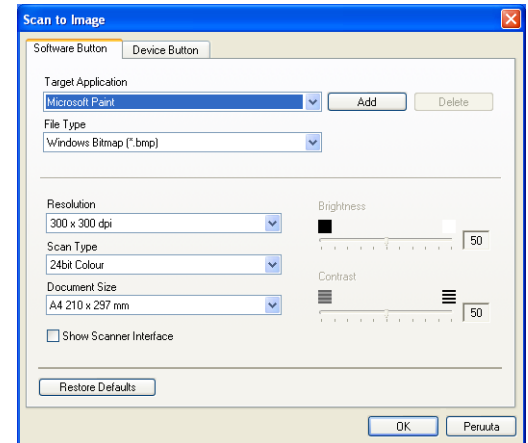 Scan to Image
Software Button
Device Button
Target Application
Microsoft Paint
Add
Delete
File Type
Windows Bitmap (*.bmp)
Resolution
300 x 300 dpi
Scan Type
24bit Colour
Document Size
A4 210 x 297 mm
Show Scanner Interface
Brightness
50
Contrast
50
Restore Defaults
OK
Peruuta